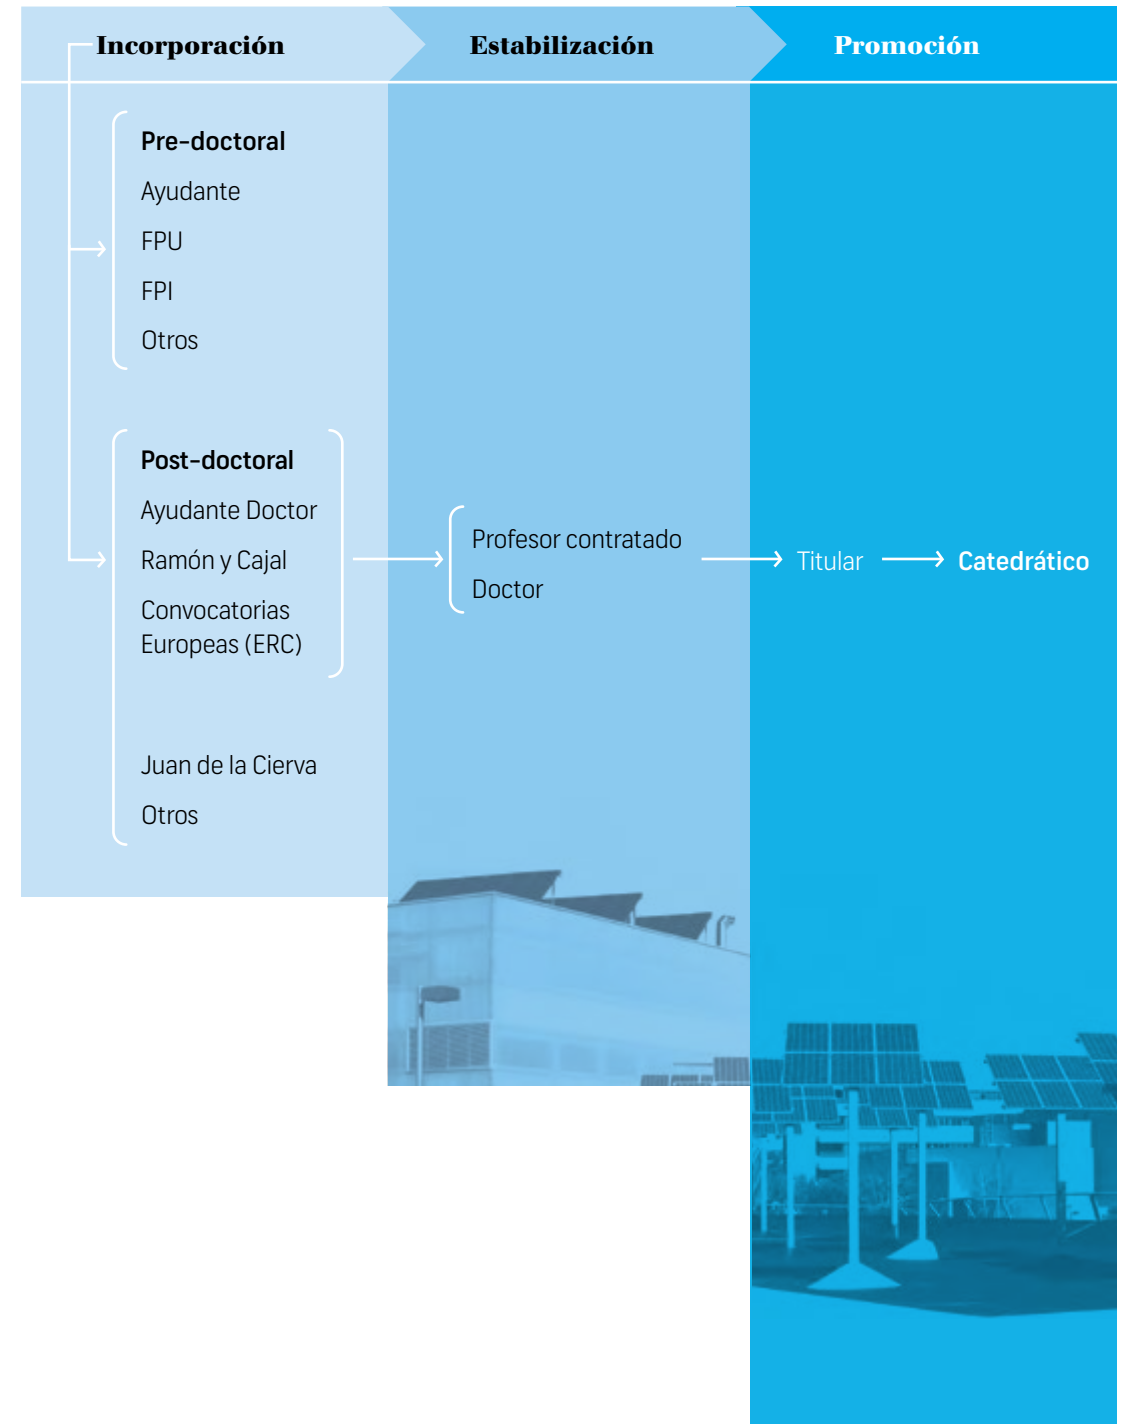 Incorporación
Estabilización
Promoción
Pre-doctoral
Ayudante
FPU
FPI
Otros
Post-doctoral
Ayudante Doctor
Ramón y Cajal
Convocatorias
Europeas (ERC)
Juan de la Cierva
Otros
Profesor contratado
Doctor
Titular
Catedrático